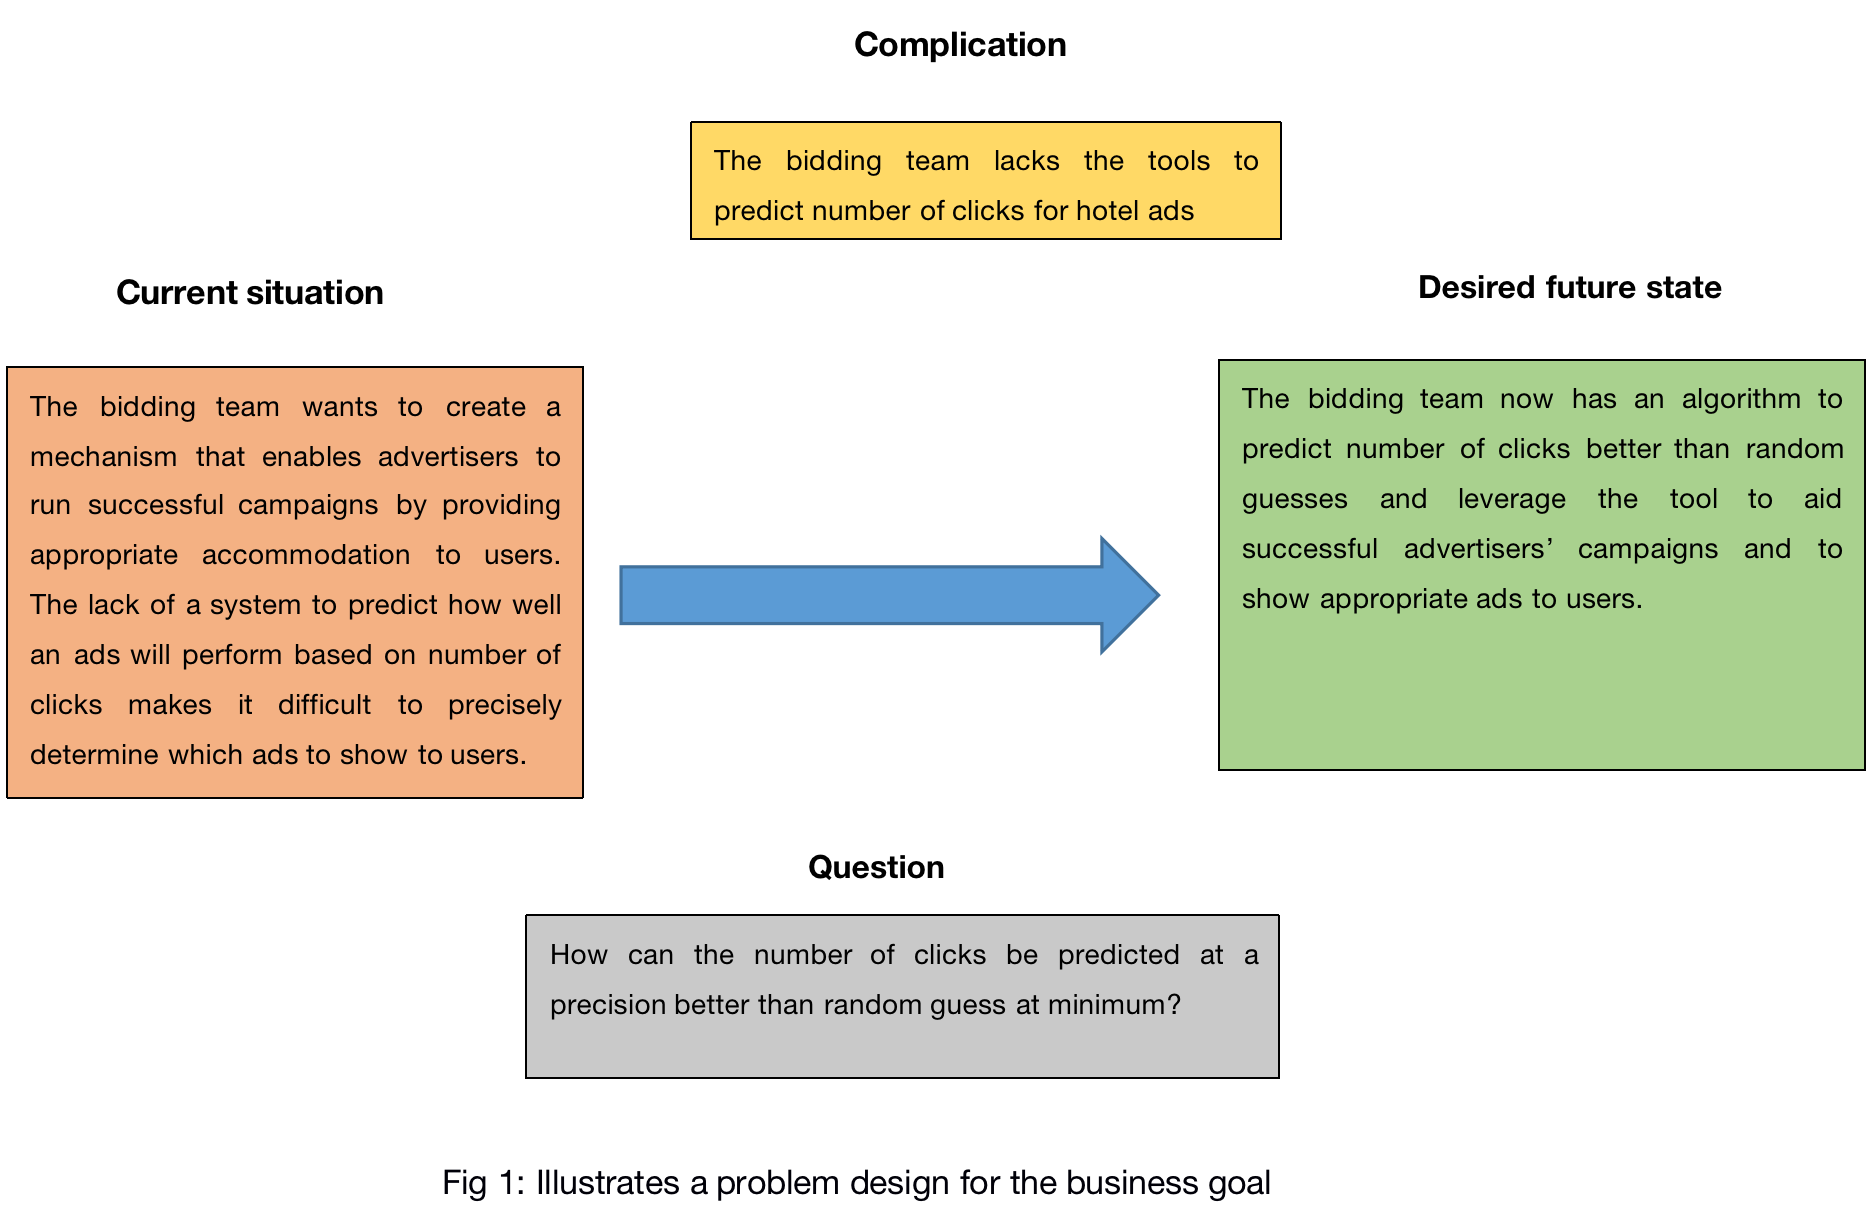 Complication
The bidding team lacks the tools to
predict number of clicks for hotel ads
Current situation
The bidding team wants to create a
mechanism that enables advertisers to
run successful campaigns by providing
appropriate accommodation to users.
The lack of a system to predict how well
an ads will perform based on number of
clicks makes it difficult to precisely
determine which ads to show to users.
Desired future state
The bidding team now has an algorithm to
predict number of clicks better than random
guesses and leverage the tool to aid
successful advertisers’ campaigns and to
show appropriate ads to users.
Question
How can the number of clicks be predicted at a
precision better than random guess at minimum?
Fig 1: Illustrates a problem design for the business goal